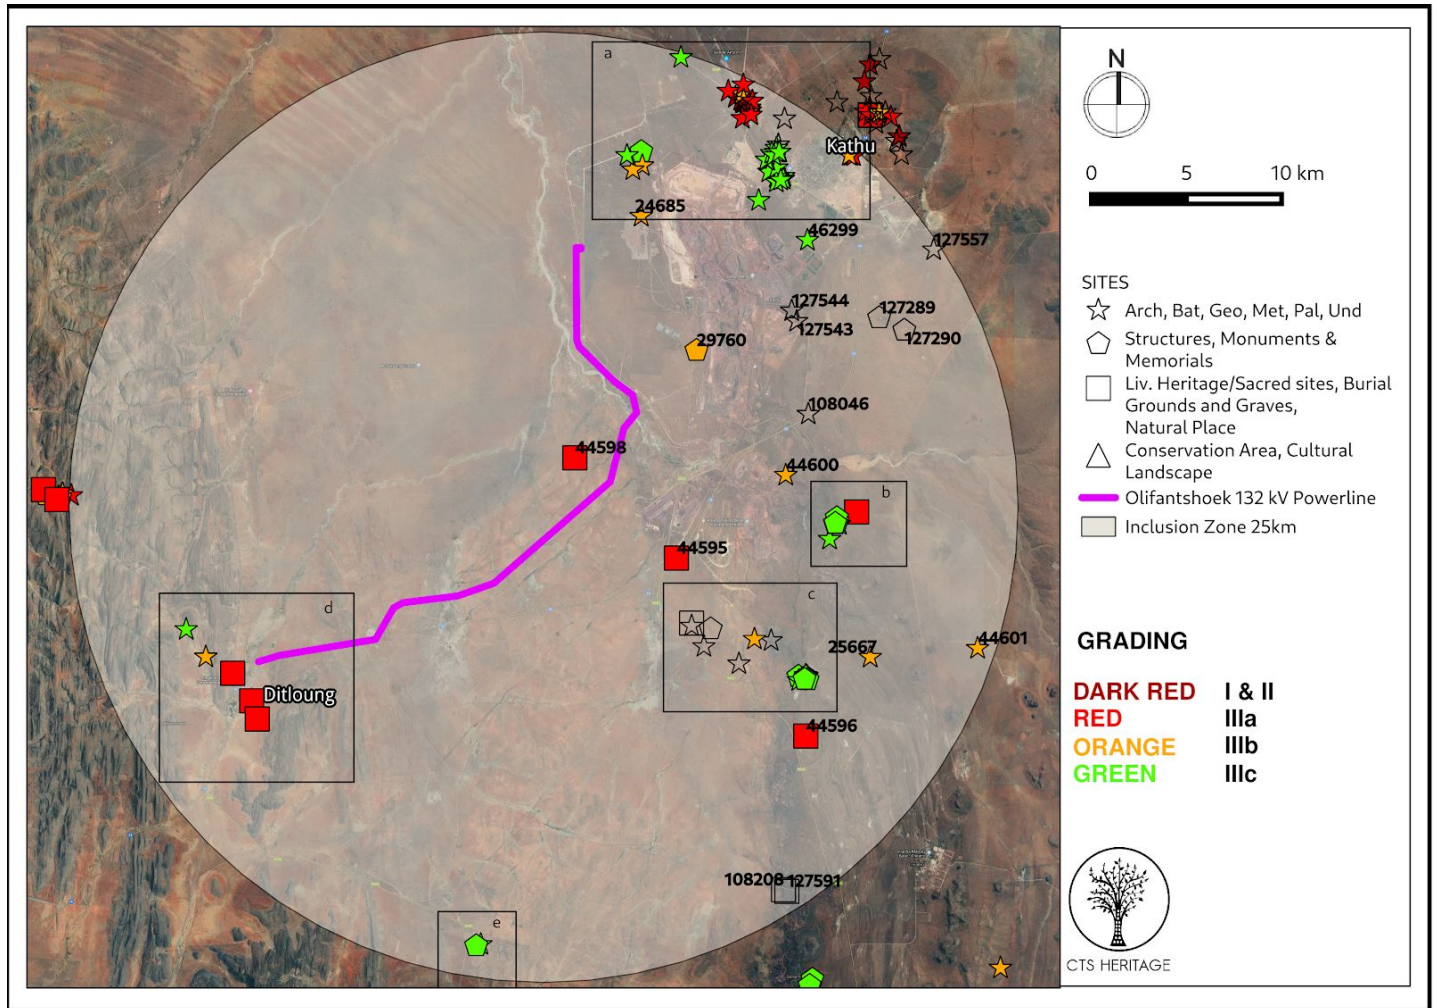 a
Kathu
24685
46299
127557
127544
127543
127289
127290
29760
108046
44598
44600
b
44595
c
d
25667
44601
Ditloung
44596
108208
127591
e
N
0 5 10 km
SITES
Arch, Bat, Geo, Met, Pal, Und
Structures, Monuments &
Memorials
Liv. Heritage/Sacred sites, Burial
Grounds and Graves,
Natural Place
Conservation Area, Cultural
Landscape
Olifantshoek 132 kV Powerline
Inclusion Zone 25km
GRADING
DARK RED I & II
RED IIIa
ORANGE IIIb
GREEN IIIc
CTS HERITAGE